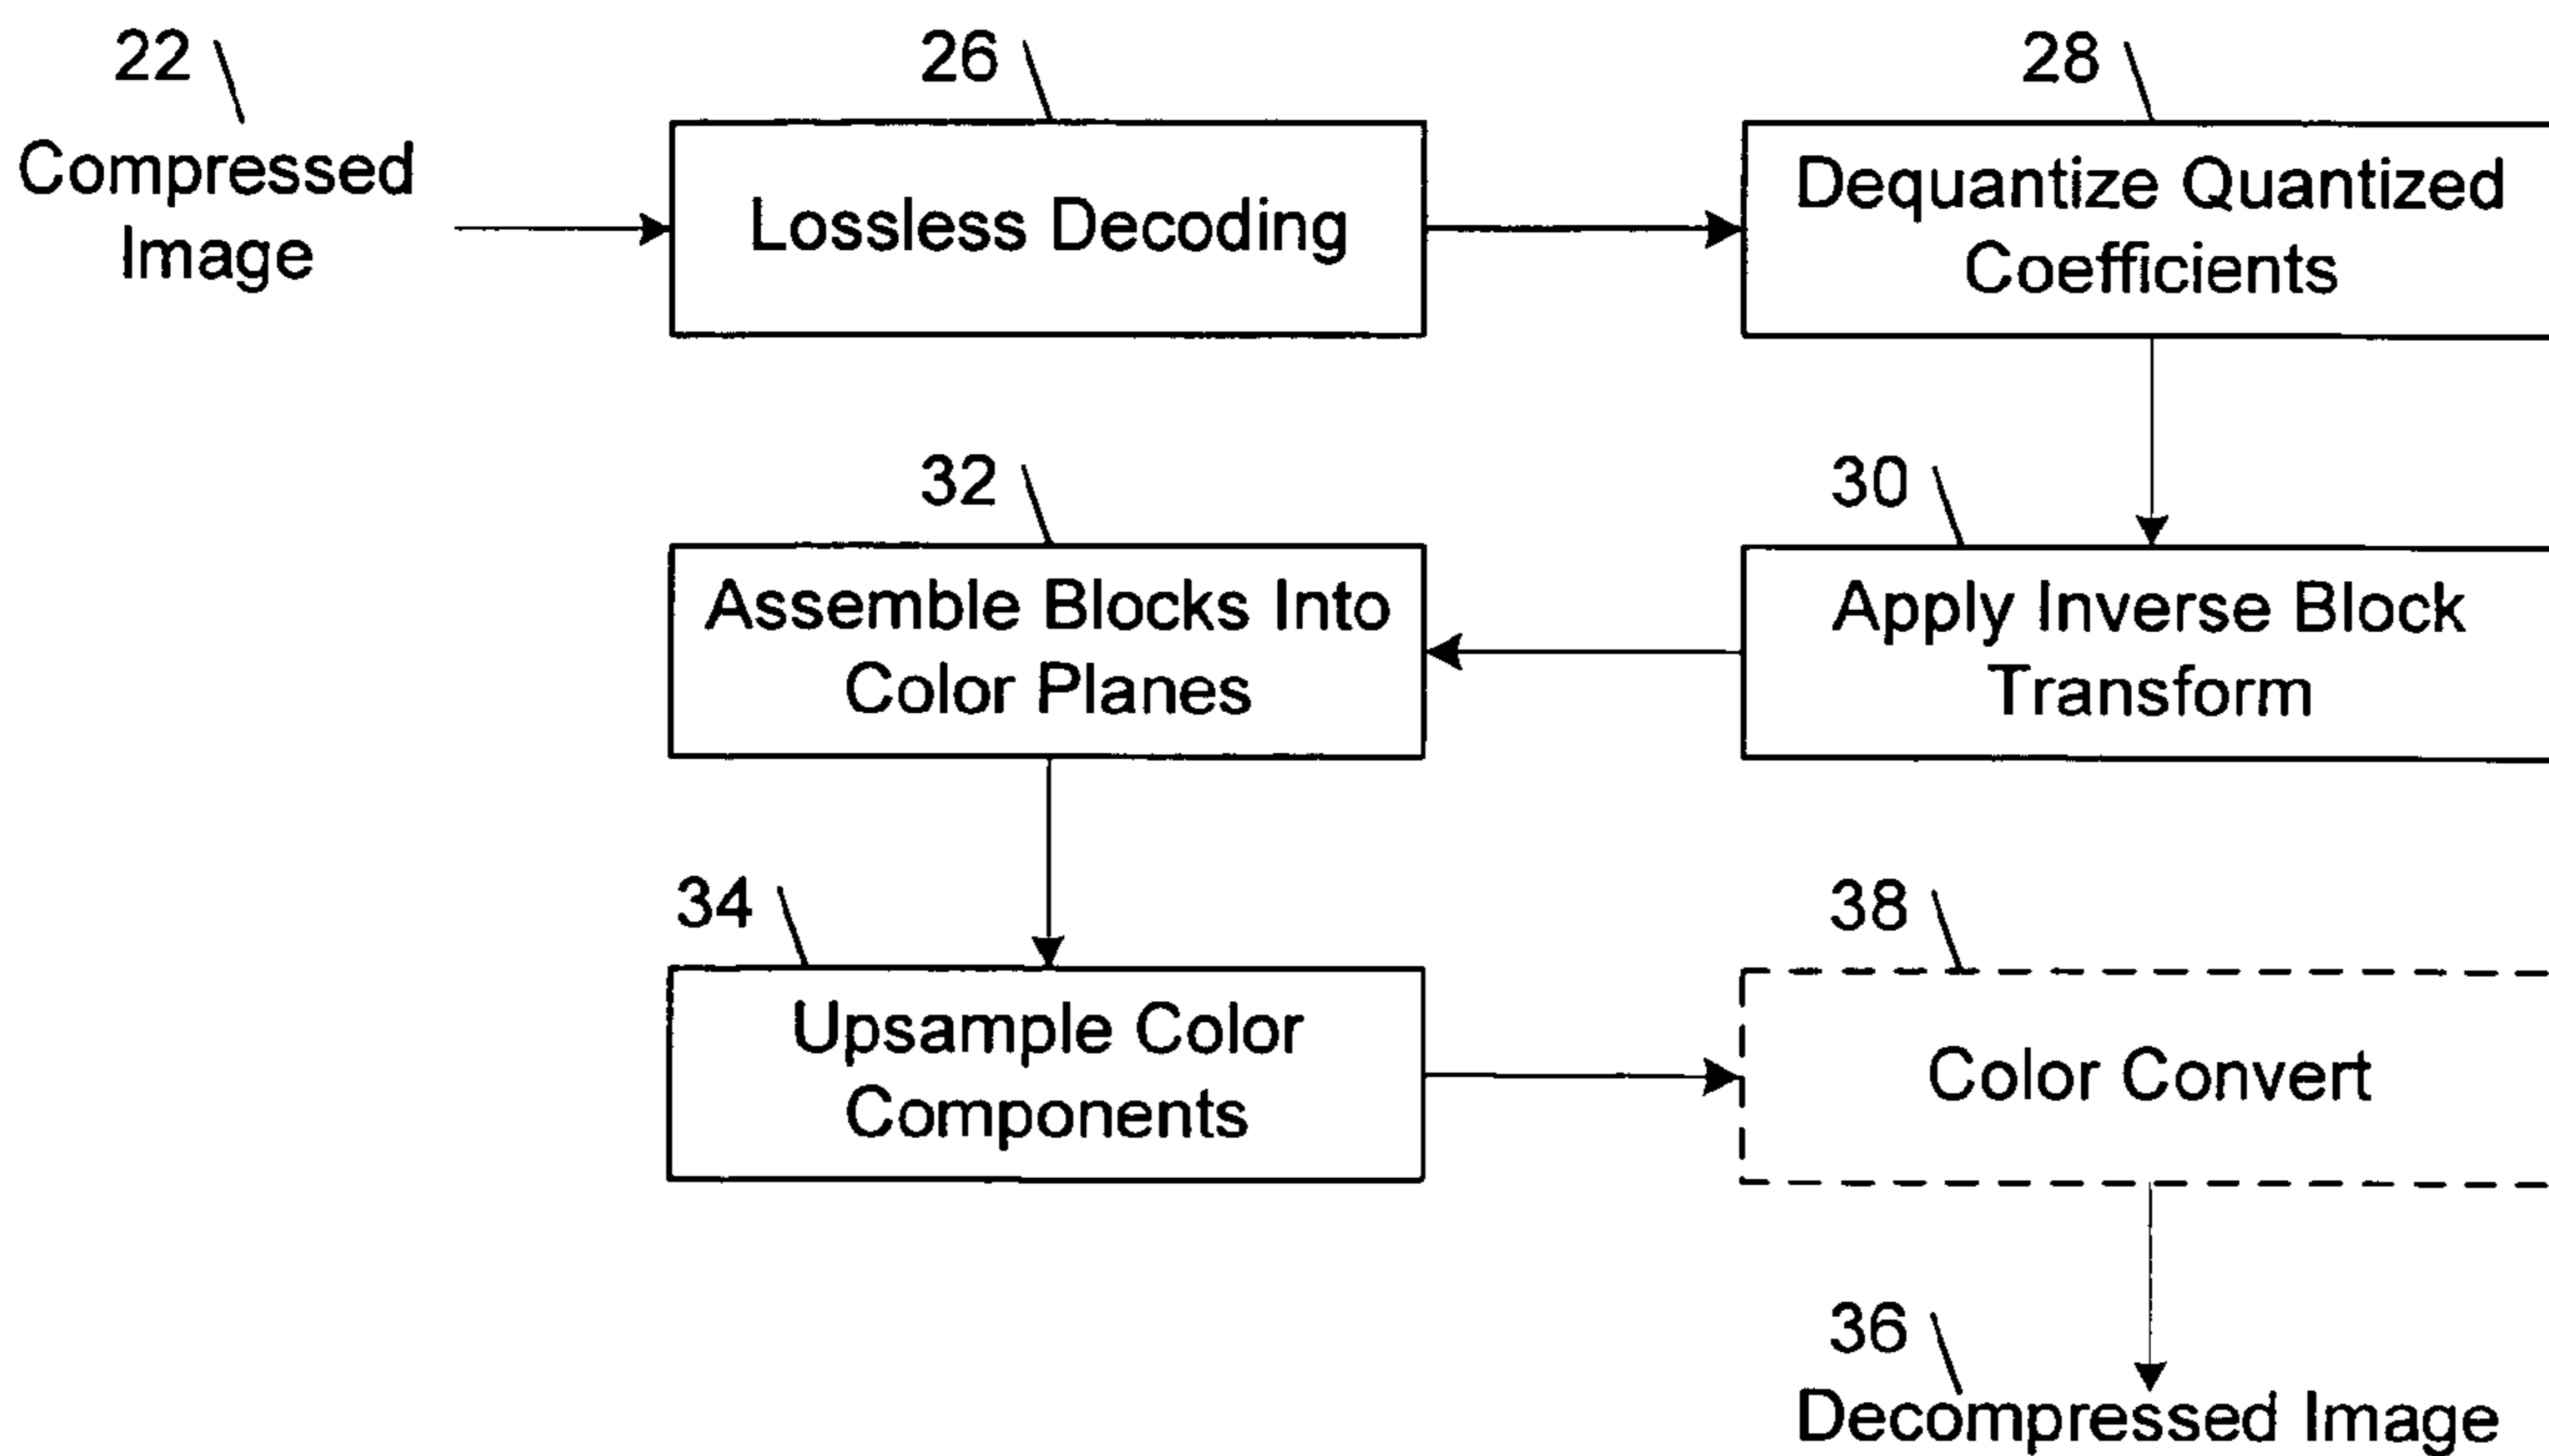 22
Compressed
Image
26
Lossless Decoding
28
Dequantize Quantized
Coefficients
32
Assemble Blocks Into
Color Planes
30
Apply Inverse Block
Transform
34
Upsample Color
Components
38
Color Convert
36
Decompressed Image